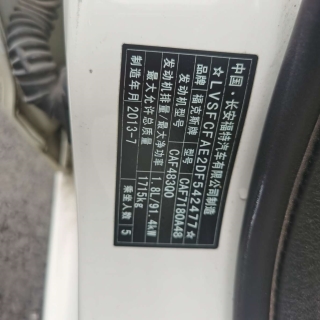 中国·长安福特汽车有限公司制造
☆LVSFCFAE2DF542477☆
品牌 福克斯牌 CAF7180A48
发动机型号 CAF48300
发动机排量/最大净功率 1.8L/91.4kW
最大允许总质量 1715kg
制造年月 2013-7 乘坐人数 5